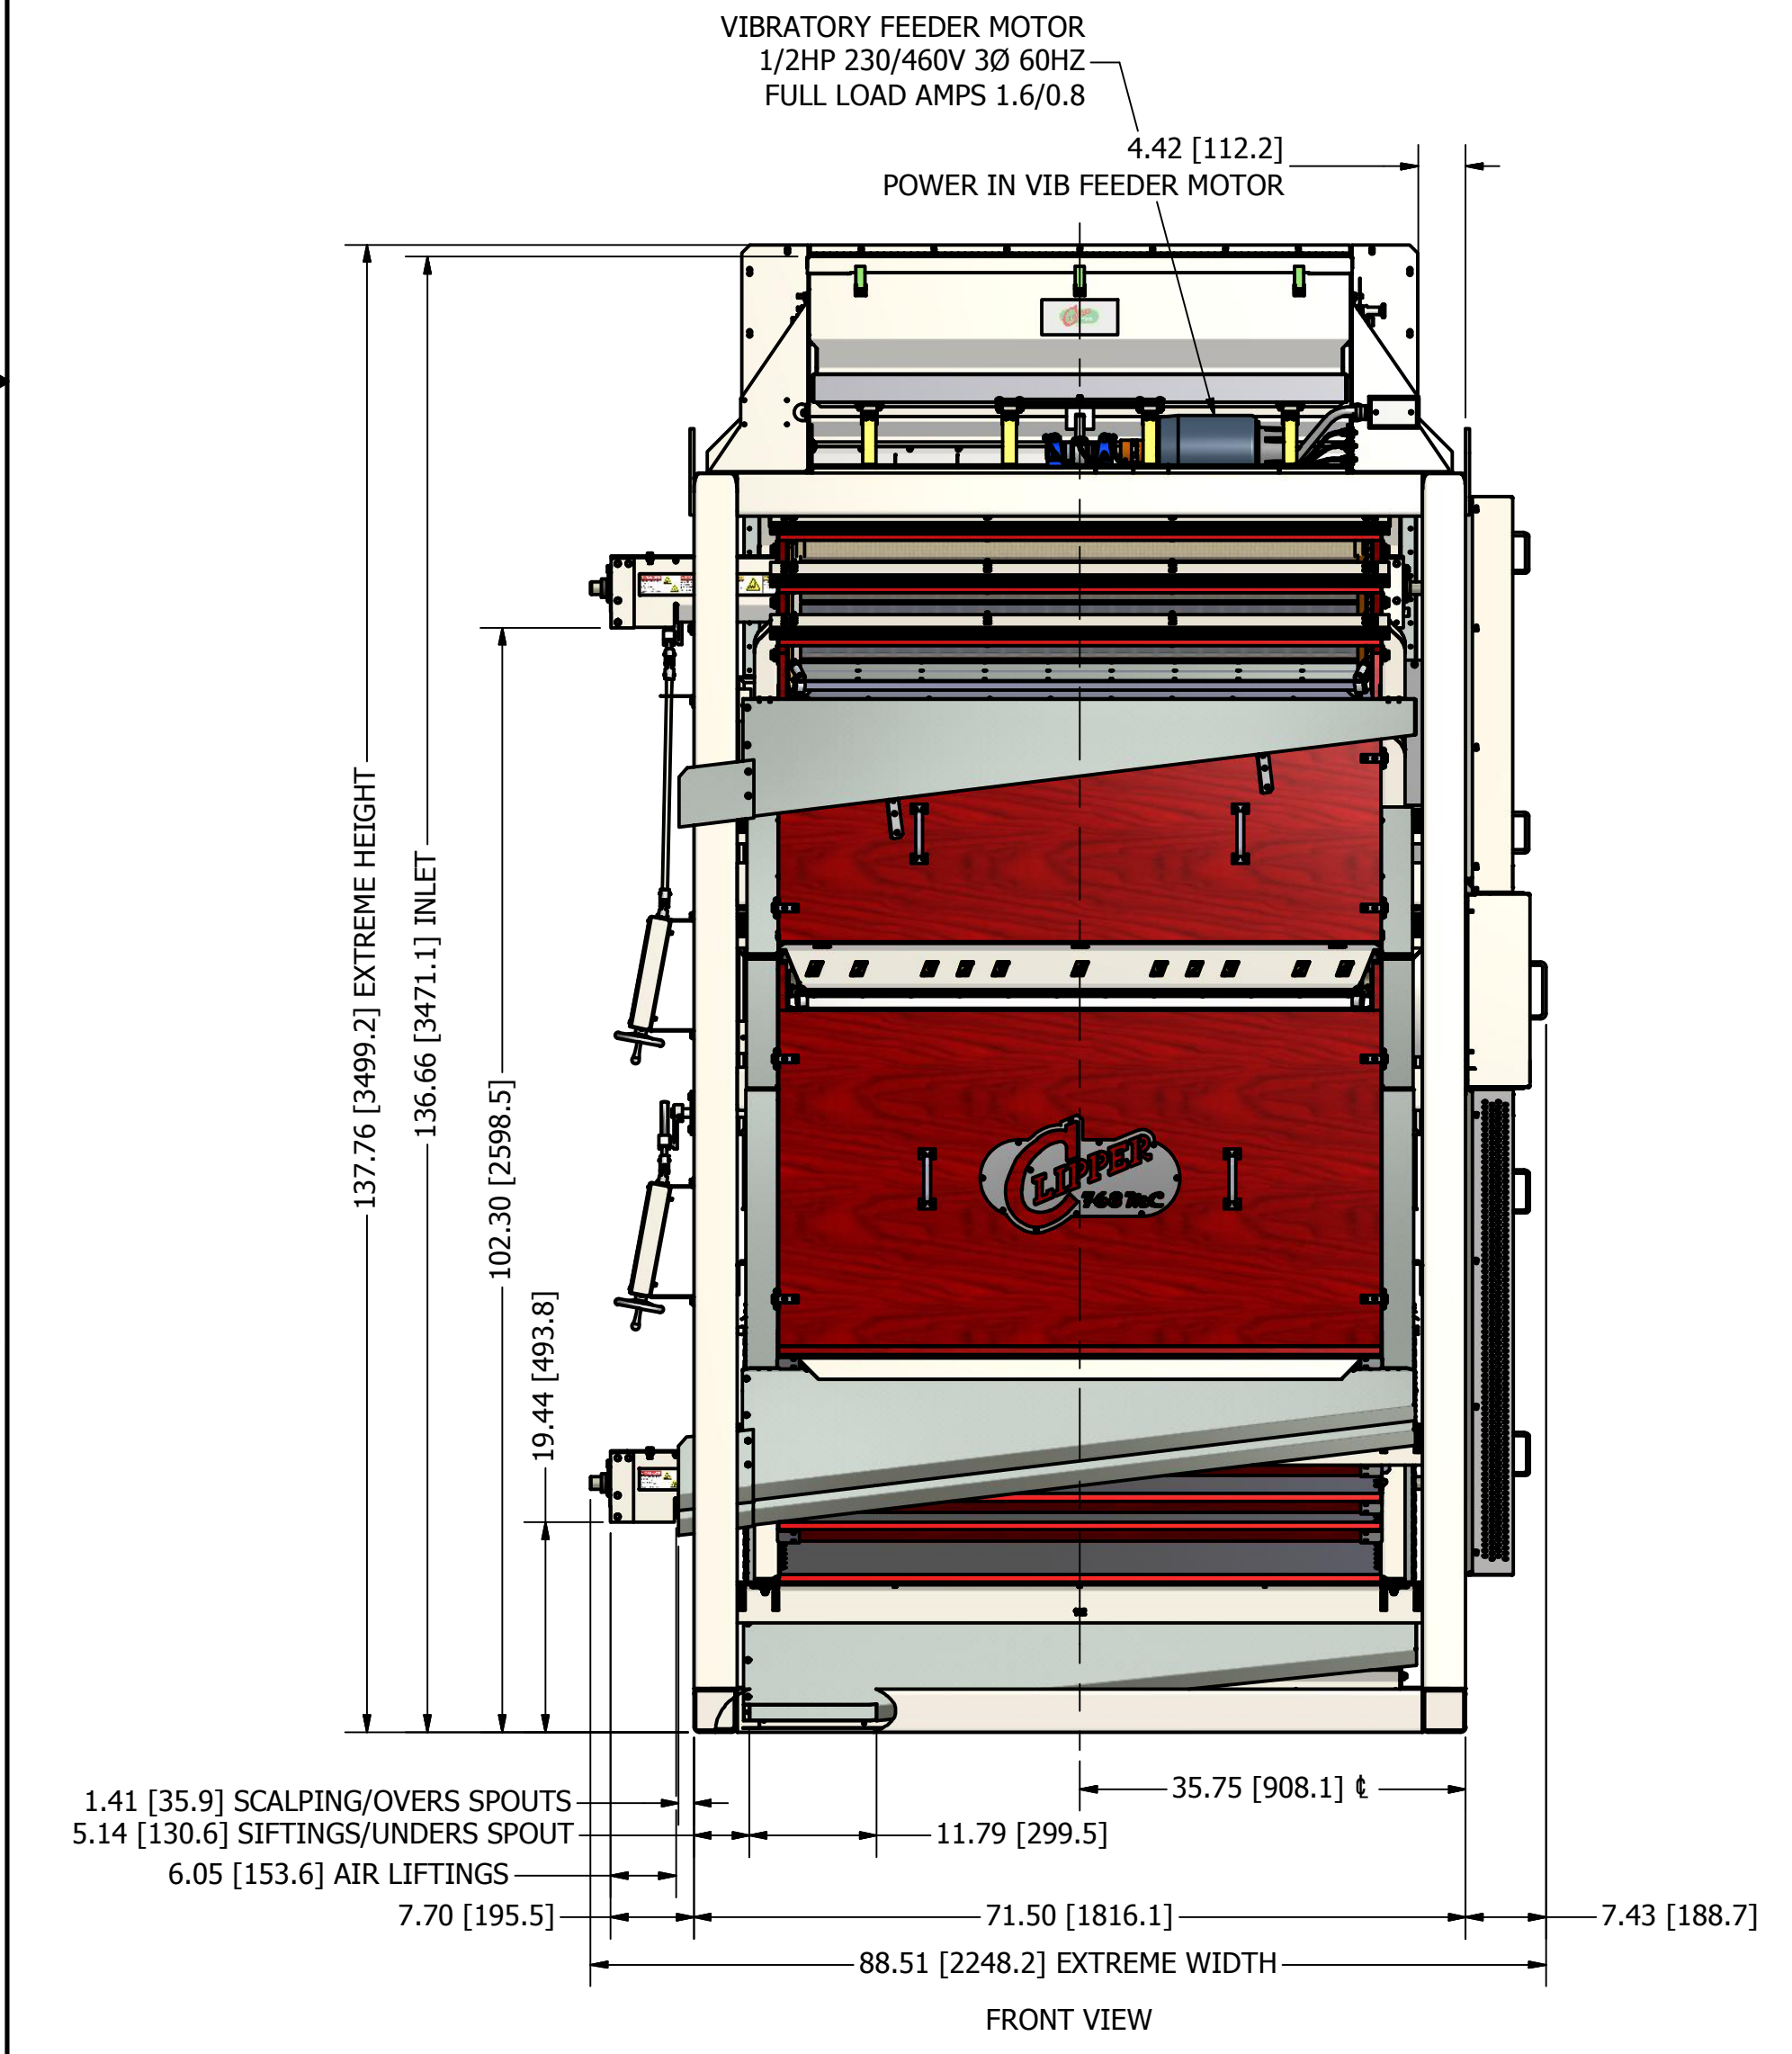 VIBRATORY FEEDER MOTOR
1/2HP 230/460V 3Ø 60HZ
FULL LOAD AMPS 1.6/0.8
4.42 [112.2]
POWER IN VIB FEEDER MOTOR
137.76 [3499.2] EXTREME HEIGHT
136.66 [3471.1] INLET
102.30 [2598.5]
19.44 [493.8]
CLIPPER
1.41 [35.9] SCALPING/OVERS SPOUTS
35.75 [908.1] ℄
5.14 [130.6] SIFTINGS/UNDERS SPOUT
11.79 [299.5]
6.05 [153.6] AIR LIFTINGS
7.70 [195.5]
71.50 [1816.1]
7.43 [188.7]
88.51 [2248.2] EXTREME WIDTH
FRONT VIEW